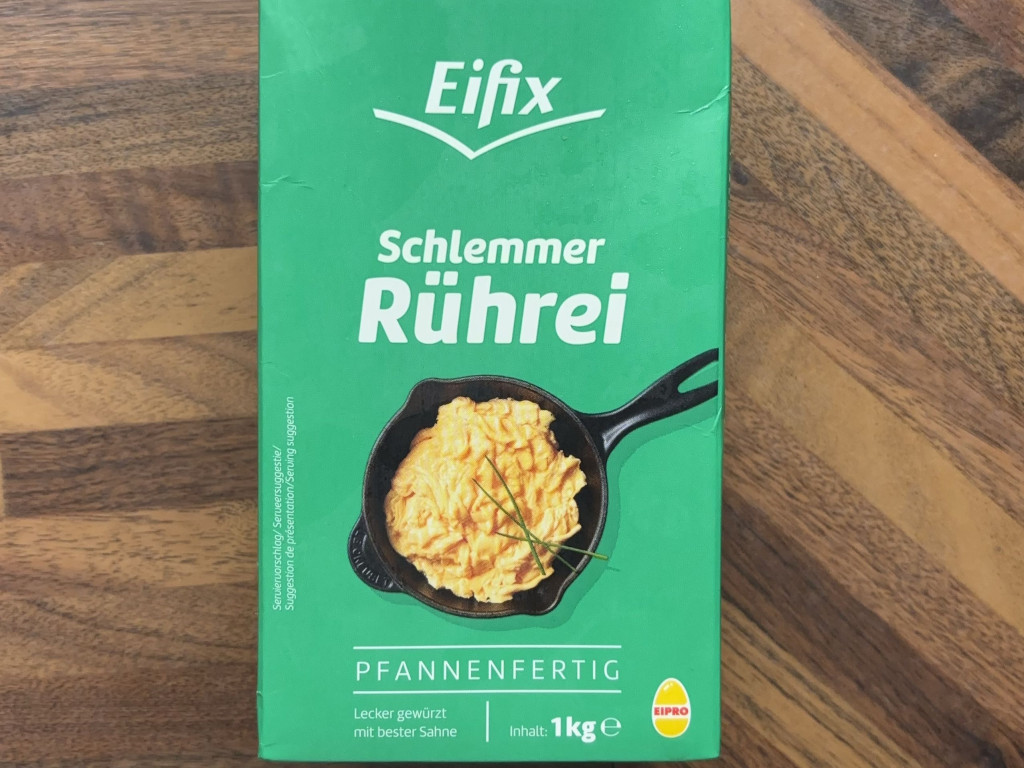 Eifix
Schlemmer
Rührei
Serviervorschlag/ Serveersuggestie/
Suggestion de présentation/Serving suggestion
PFANNENFERTIG
Lecker gewürzt
mit bester Sahne
Inhalt: 1kg ℮
EIPRO